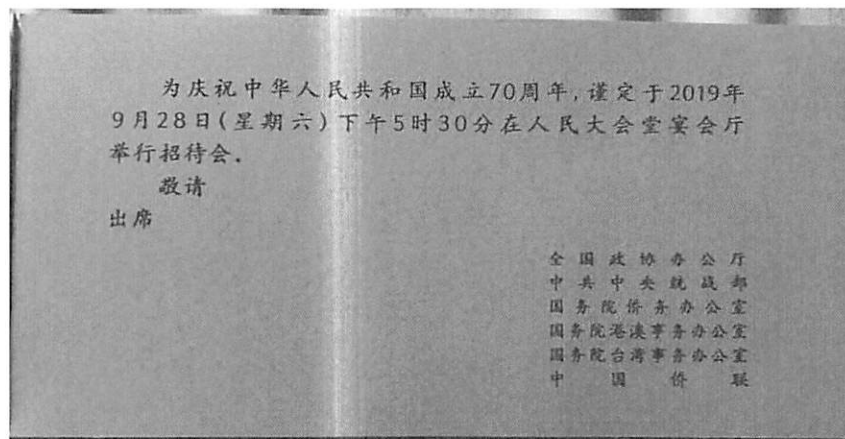 为庆祝中华人民共和国成立70周年,谨定于2019年
9月28日(星期六)下午5时30分在人民大会堂宴会厅
举行招待会.
敬请
出席
全国政协办公厅
中共中央统战部
国务院侨务办公室
国务院港澳事务办公室
国务院台湾事务办公室
中国侨联